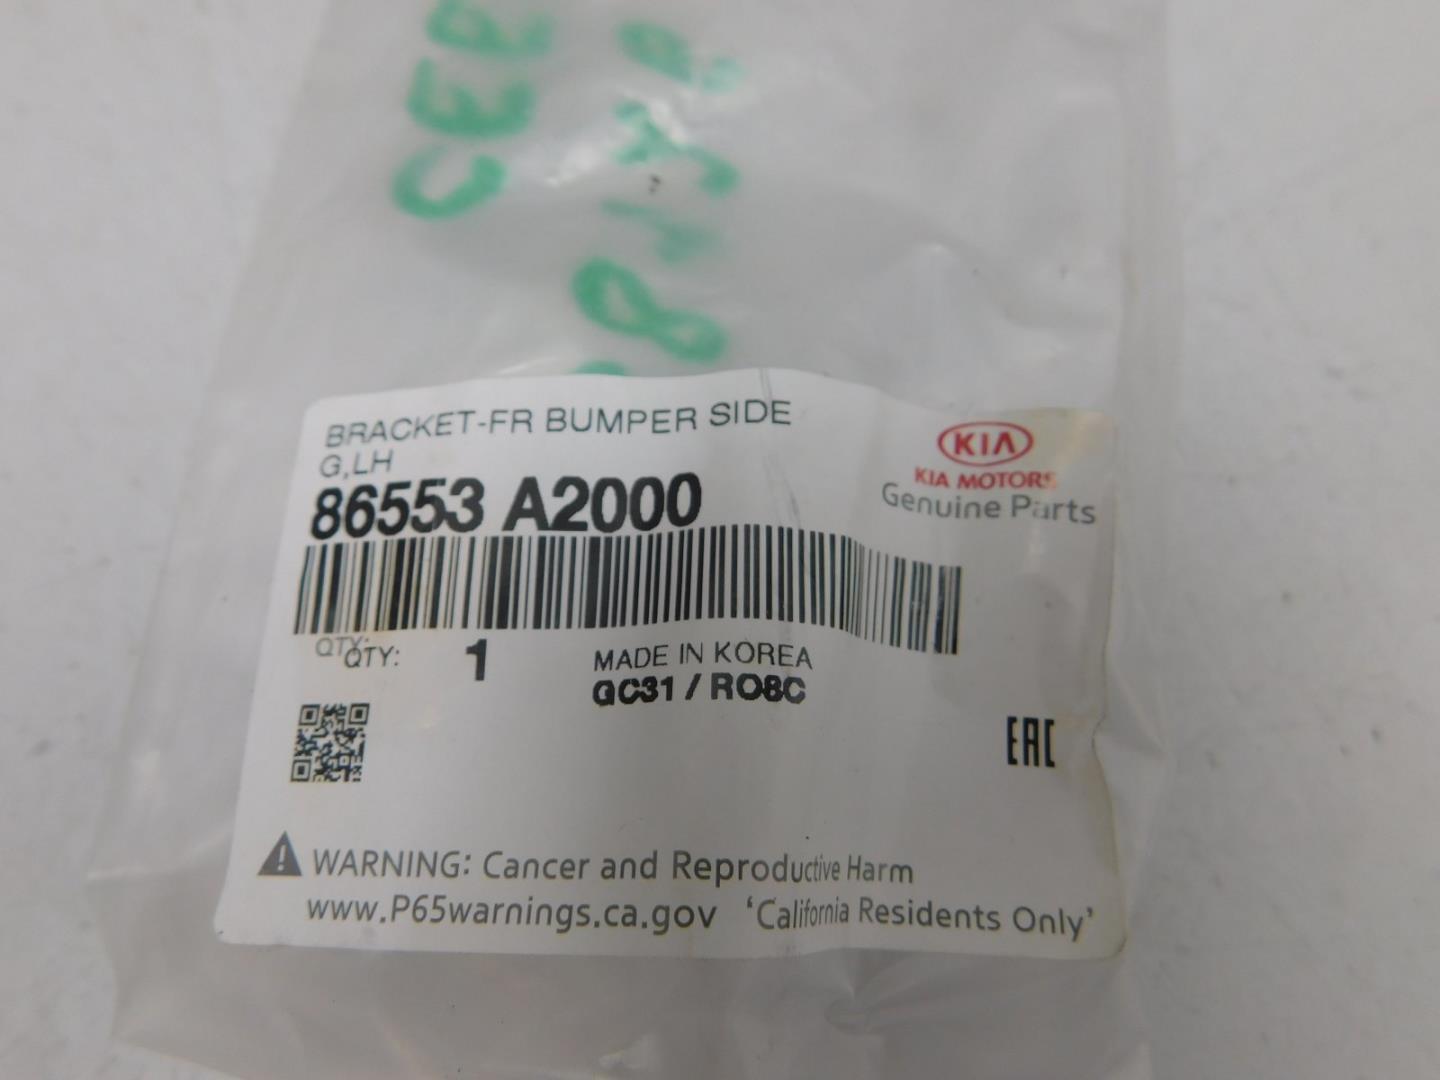 BRACKET-FR BUMPER SIDE
G,LH
86553 A2000
KIA
KIA MOTORS
Genuine Parts
QTY:
QTY: 1
MADE IN KOREA
GC31 / RO8C
EAC
WARNING: Cancer and Reproductive Harm
www.P65warnings.ca.gov 'California Residents Only'